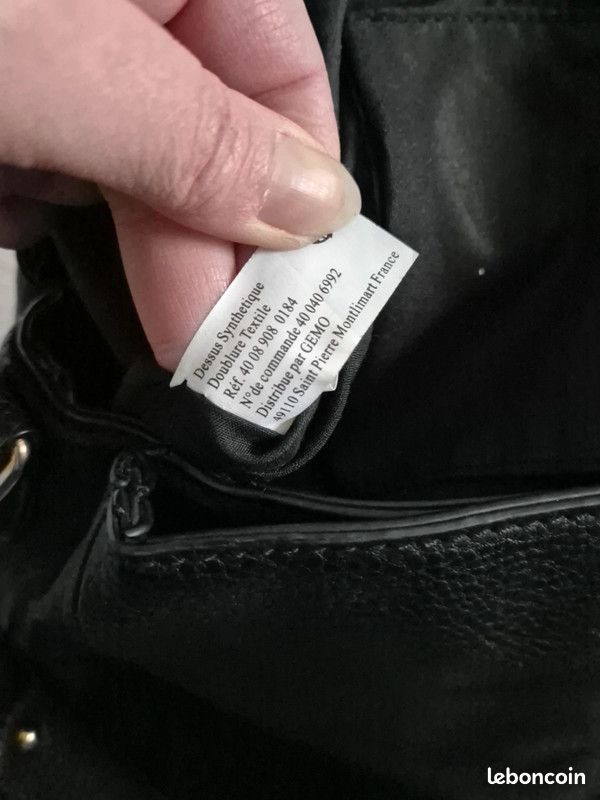 Dessus Synthetique
Doublure Textile
Réf. 40 08 908 0184
N°de commande 40 040 6992
Distribue par GEMO
49110 Saint Pierre Montlimart France
leboncoin